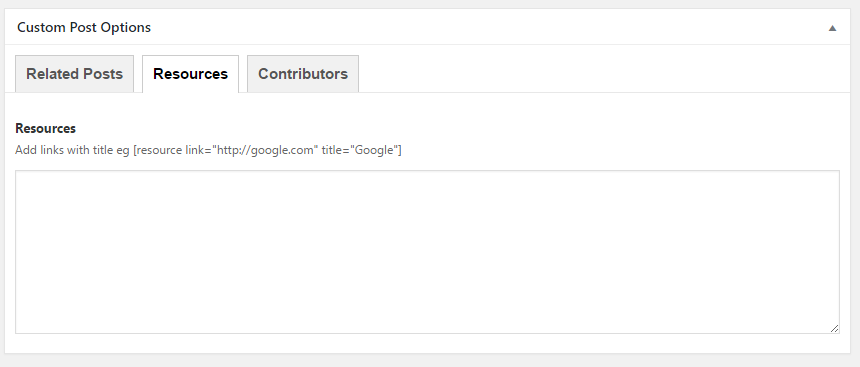 Custom Post Options
Related Posts Resources Contributors
Resources
Add links with title eg [resource link="http://google.com" title="Google"]